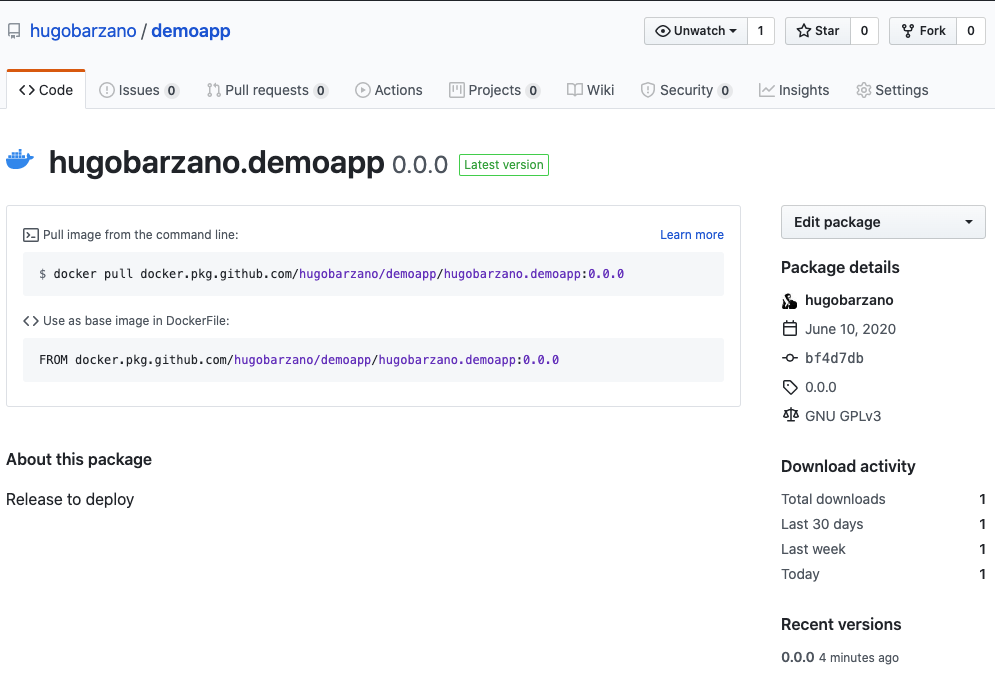 hugobarzano / demoapp
Unwatch 1 Star 0 Fork 0
Code Issues 0 Pull requests 0 Actions Projects 0 Wiki Security 0 Insights Settings
hugobarzano.demoapp 0.0.0 Latest version
Pull image from the command line: Learn more
$ docker pull docker.pkg.github.com/hugobarzano/demoapp/hugobarzano.demoapp:0.0.0
Use as base image in DockerFile:
FROM docker.pkg.github.com/hugobarzano/demoapp/hugobarzano.demoapp:0.0.0
About this package
Release to deploy
Edit package
Package details
hugobarzano
June 10, 2020
bf4d7db
0.0.0
GNU GPLv3
Download activity
Total downloads 1
Last 30 days 1
Last week 1
Today 1
Recent versions
0.0.0 4 minutes ago